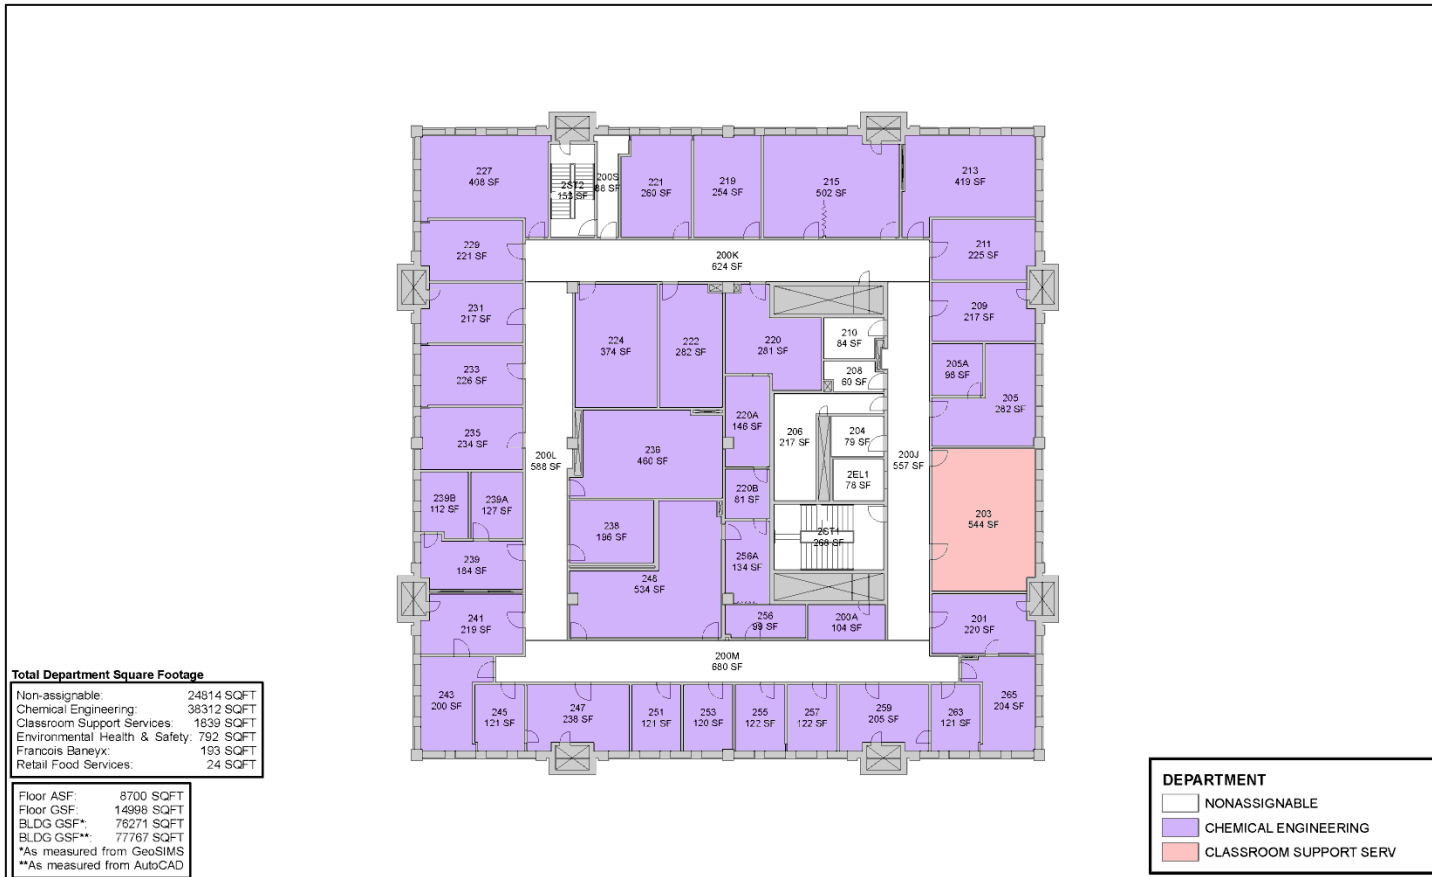 227
408 SF
2ST2
153 SF
200S
88 SF
221
260 SF
219
254 SF
215
502 SF
213
419 SF
229
221 SF
200K
624 SF
211
225 SF
231
217 SF
224
374 SF
222
282 SF
220
281 SF
210
84 SF
209
217 SF
233
226 SF
208
60 SF
205A
98 SF
205
282 SF
235
234 SF
220A
146 SF
206
217 SF
204
79 SF
236
460 SF
200L
588 SF
200J
557 SF
2EL1
78 SF
239B
112 SF
239A
127 SF
220B
81 SF
203
544 SF
238
196 SF
2ST1
268 SF
239
184 SF
256A
134 SF
248
534 SF
241
219 SF
256
99 SF
200A
104 SF
201
220 SF
200M
680 SF
243
200 SF
245
121 SF
247
238 SF
251
121 SF
253
120 SF
255
122 SF
257
122 SF
259
205 SF
263
121 SF
265
204 SF
Total Department Square Footage
Non-assignable: 24814 SQFT
Chemical Engineering: 38312 SQFT
Classroom Support Services: 1839 SQFT
Environmental Health & Safety: 792 SQFT
Francois Baneyx: 193 SQFT
Retail Food Services: 24 SQFT
Floor ASF: 8700 SQFT
Floor GSF: 14998 SQFT
BLDG GSF*: 76271 SQFT
BLDG GSF**: 77767 SQFT
*As measured from GeoSIMS
**As measured from AutoCAD
DEPARTMENT
NONASSIGNABLE
CHEMICAL ENGINEERING
CLASSROOM SUPPORT SERV